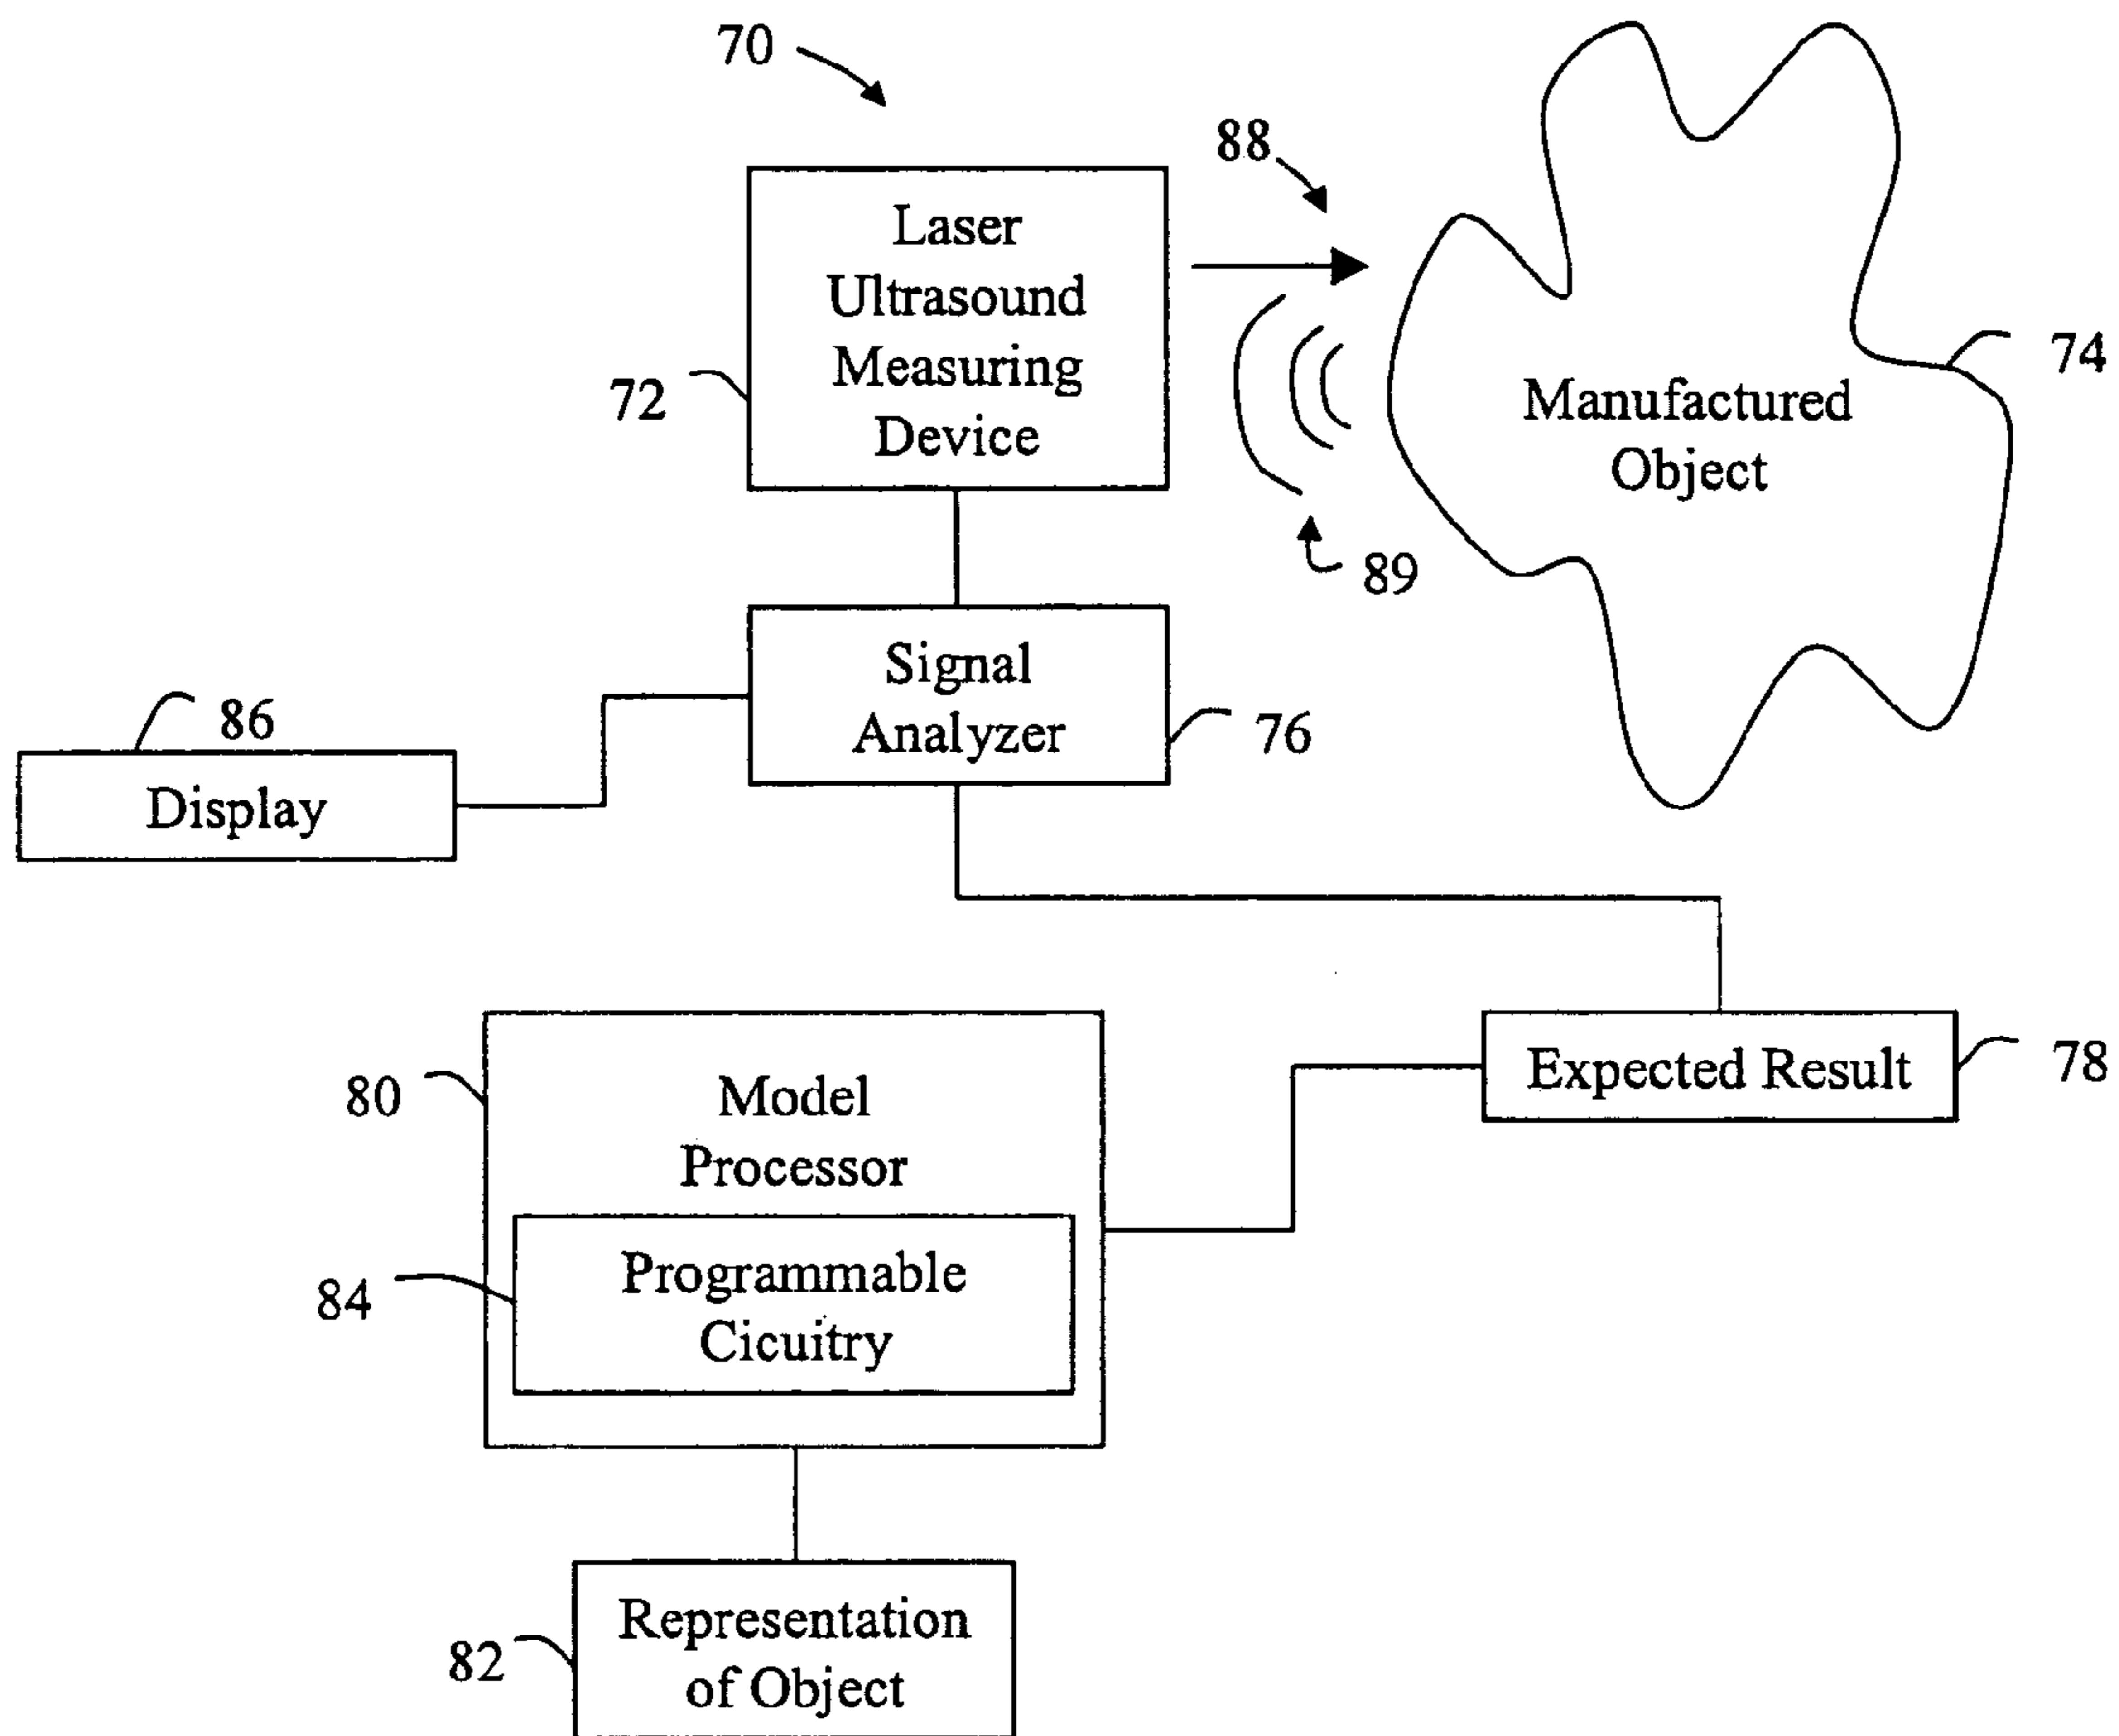 70
88
Laser
Ultrasound
Measuring
Device
72
74
Manufactured
Object
89
Signal
Analyzer
76
86
Display
78
Expected Result
80
Model
Processor
84
Programmable
Cicuitry
82
Representation
of Object